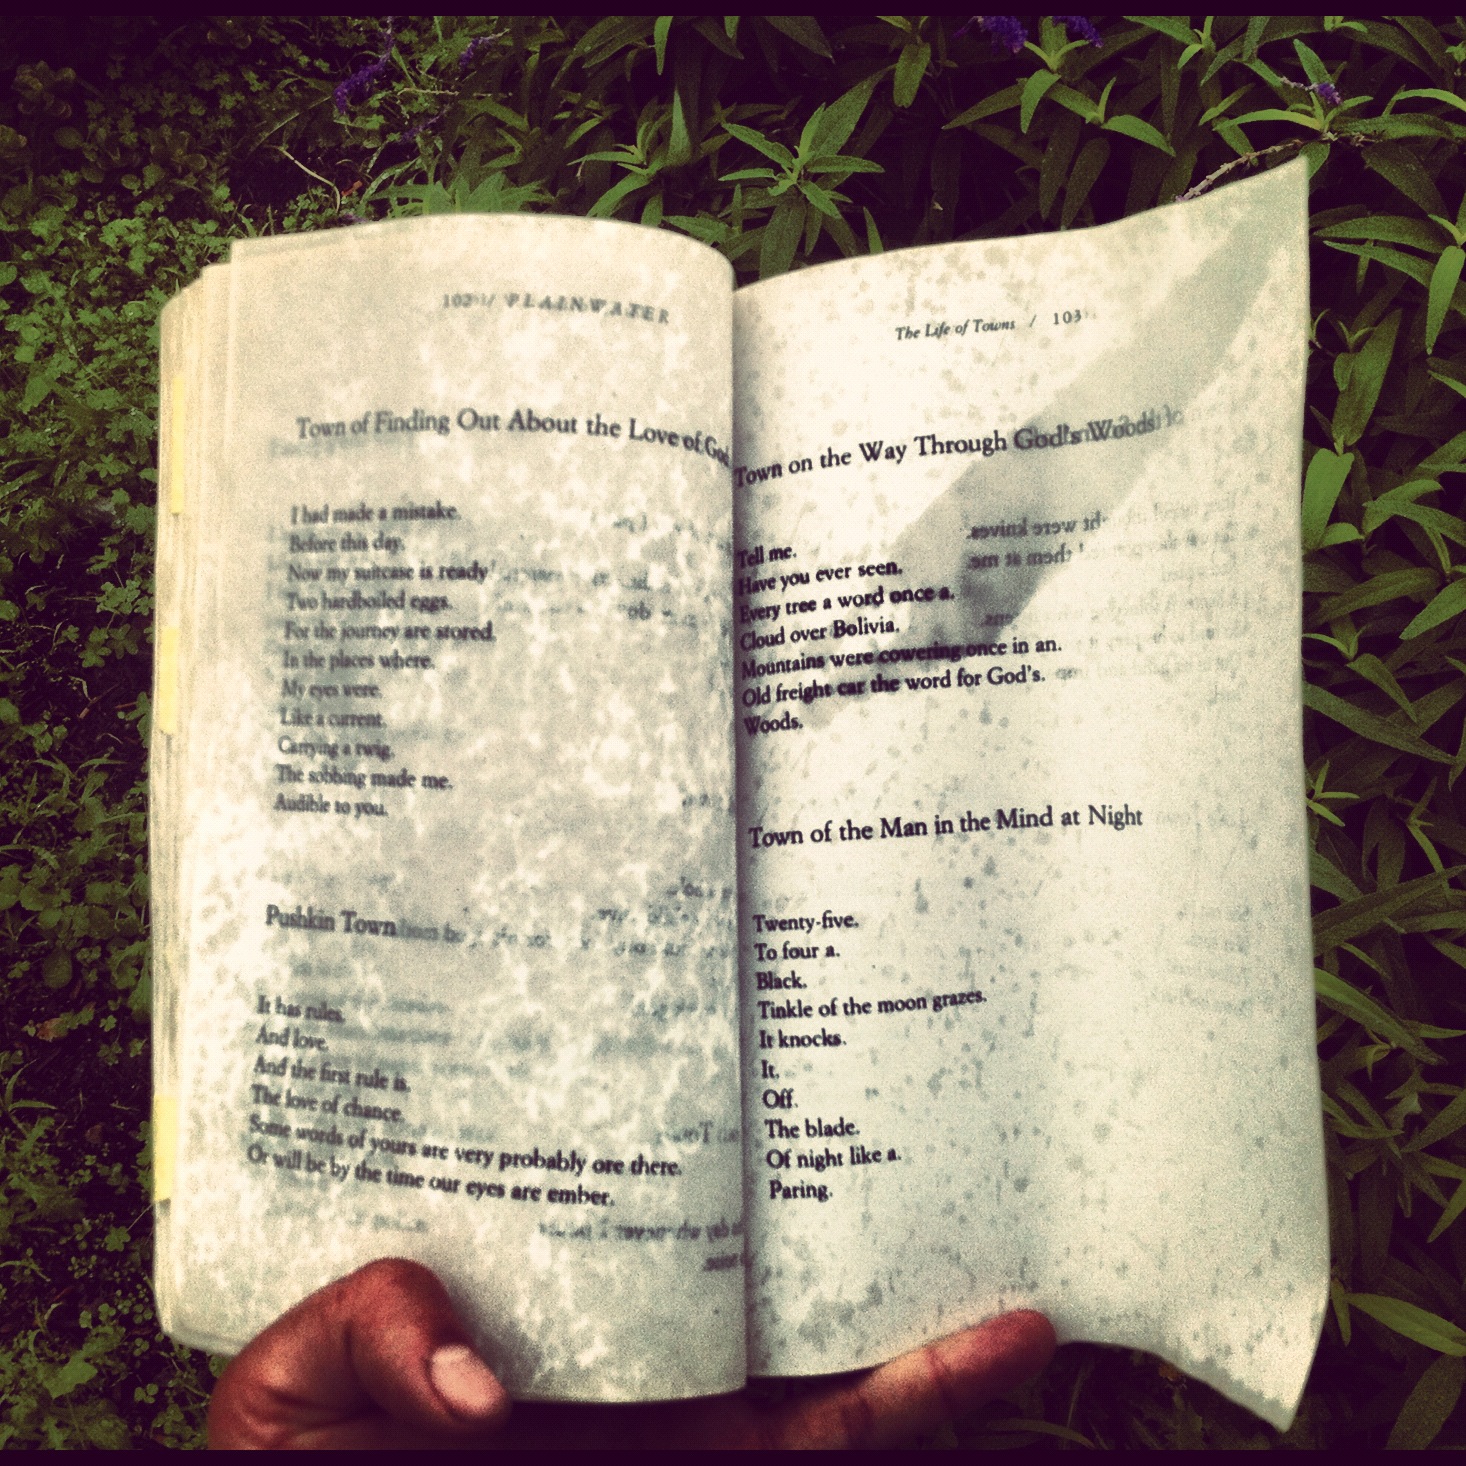 102 / PLAINWATER
Town of Finding Out About the Love of God
I had made a mistake.
Before this day.
Now my suitcase is ready.
Two hardboiled eggs.
For the journey are stored.
In the places where.
My eyes were.
Like a current.
Carrying a twig.
The sobbing made me.
Audible to you.
Pushkin Town
It has rules.
And love.
And the first rule is.
The love of chance.
Some words of yours are very probably ore there.
Or will be by the time our eyes are ember.
The Life of Towns / 103
Town on the Way Through God's Woods
Tell me.
Have you ever seen.
Every tree a word once a.
Cloud over Bolivia.
Mountains were cowering once in an.
Old freight car the word for God's.
Woods.
Town of the Man in the Mind at Night
Twenty-five.
To four a.
Black.
Tinkle of the moon grazes.
It knocks.
It.
Off.
The blade.
Of night like a.
Paring.